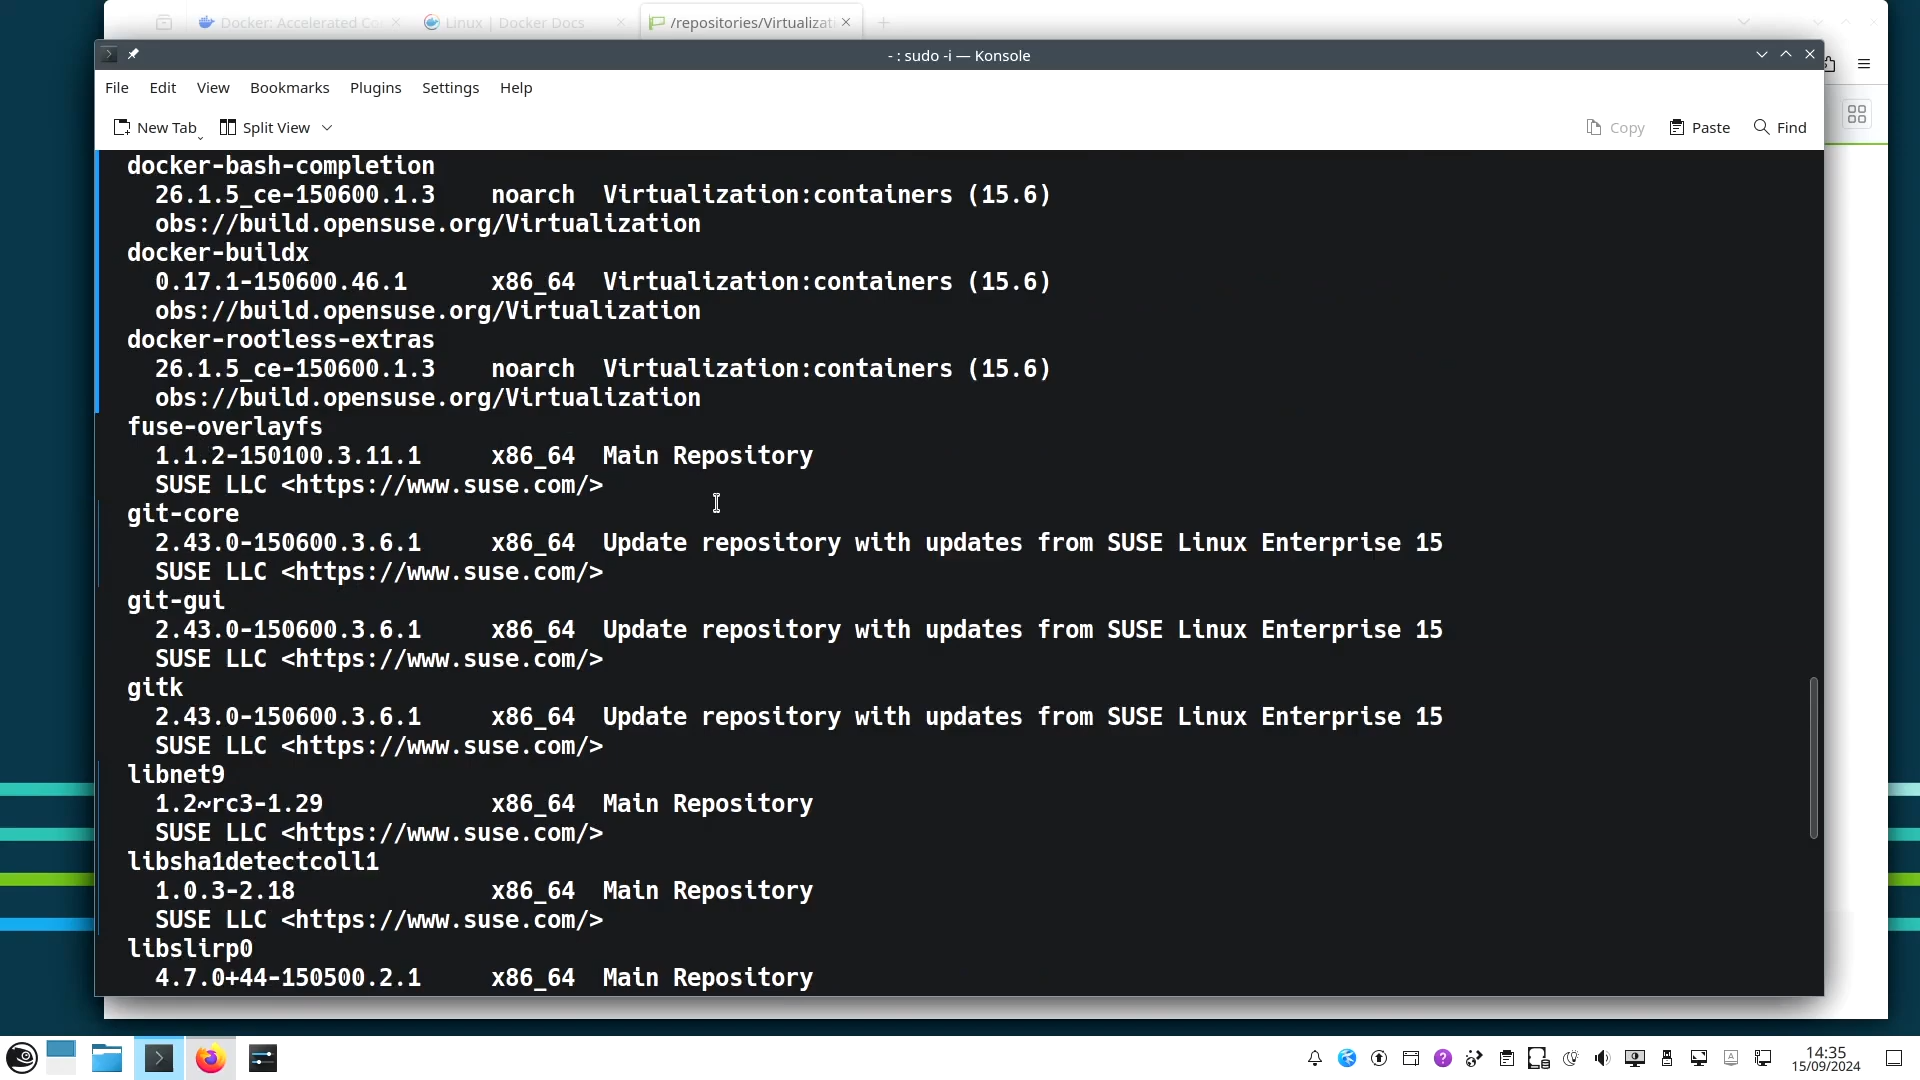 Docker: Accelerated Co
Linux | Docker Docs
/repositories/Virtualizat
- : sudo -i — Konsole
File Edit View Bookmarks Plugins Settings Help
New Tab Split View Copy Paste Find
docker-bash-completion
26.1.5_ce-150600.1.3 noarch Virtualization:containers (15.6)
obs://build.opensuse.org/Virtualization
docker-buildx
0.17.1-150600.46.1 x86_64 Virtualization:containers (15.6)
obs://build.opensuse.org/Virtualization
docker-rootless-extras
26.1.5_ce-150600.1.3 noarch Virtualization:containers (15.6)
obs://build.opensuse.org/Virtualization
fuse-overlayfs
1.1.2-150100.3.11.1 x86_64 Main Repository
SUSE LLC <https://www.suse.com/>
git-core
2.43.0-150600.3.6.1 x86_64 Update repository with updates from SUSE Linux Enterprise 15
SUSE LLC <https://www.suse.com/>
git-gui
2.43.0-150600.3.6.1 x86_64 Update repository with updates from SUSE Linux Enterprise 15
SUSE LLC <https://www.suse.com/>
gitk
2.43.0-150600.3.6.1 x86_64 Update repository with updates from SUSE Linux Enterprise 15
SUSE LLC <https://www.suse.com/>
libnet9
1.2~rc3-1.29 x86_64 Main Repository
SUSE LLC <https://www.suse.com/>
libsha1detectcoll1
1.0.3-2.18 x86_64 Main Repository
SUSE LLC <https://www.suse.com/>
libslirp0
4.7.0+44-150500.2.1 x86_64 Main Repository
14:35
15/09/2024